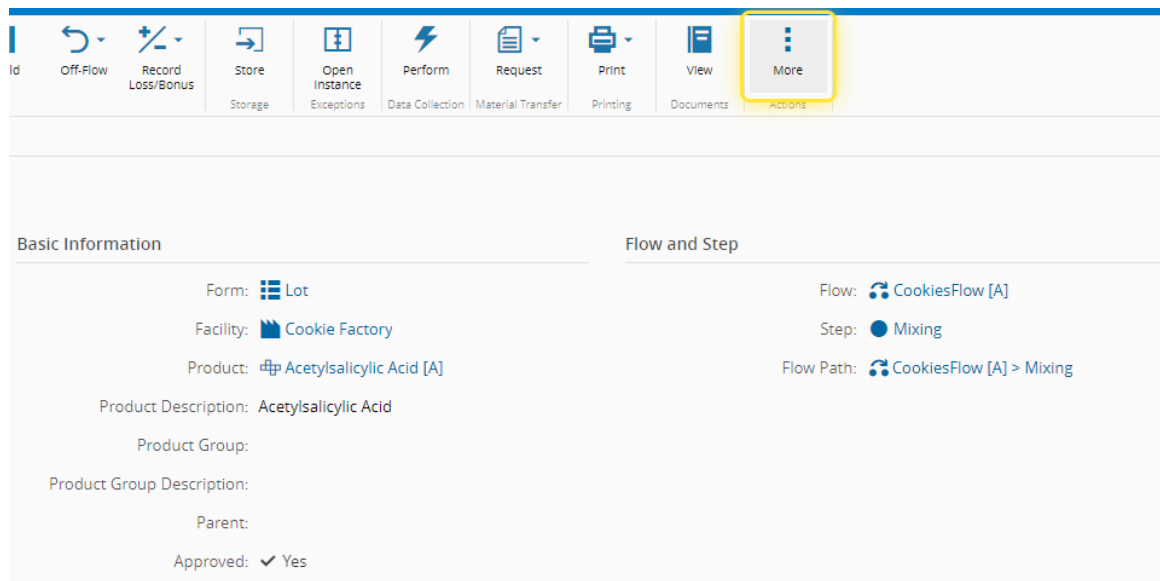 ld
Off-Flow
Record
Loss/Bonus
Store
Open
Instance
Perform
Request
Print
View
More
Storage
Exceptions
Data Collection
Material Transfer
Printing
Documents
Actions
Basic Information
Form: Lot
Facility: Cookie Factory
Product: Acetylsalicylic Acid [A]
Product Description: Acetylsalicylic Acid
Product Group:
Product Group Description:
Parent:
Approved: Yes
Flow and Step
Flow: CookiesFlow [A]
Step: Mixing
Flow Path: CookiesFlow [A] > Mixing